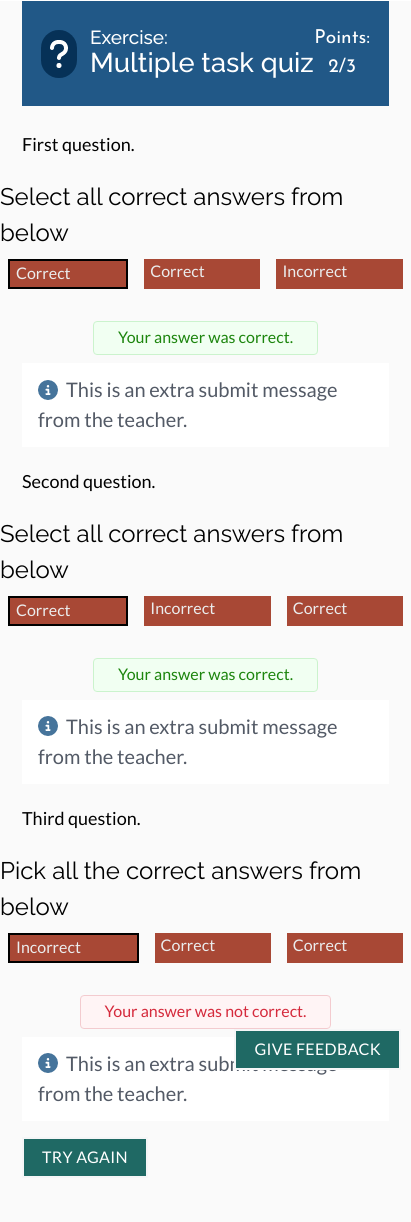 Exercise:
Multiple task quiz
Points:
2/3
First question.
Select all correct answers from
below
Correct
Correct
Incorrect
Your answer was correct.
This is an extra submit message
from the teacher.
Second question.
Select all correct answers from
below
Correct
Incorrect
Correct
Your answer was correct.
This is an extra submit message
from the teacher.
Third question.
Pick all the correct answers from
below
Incorrect
Correct
Correct
Your answer was not correct.
This is an extra submit message
GIVE FEEDBACK
from the teacher.
TRY AGAIN